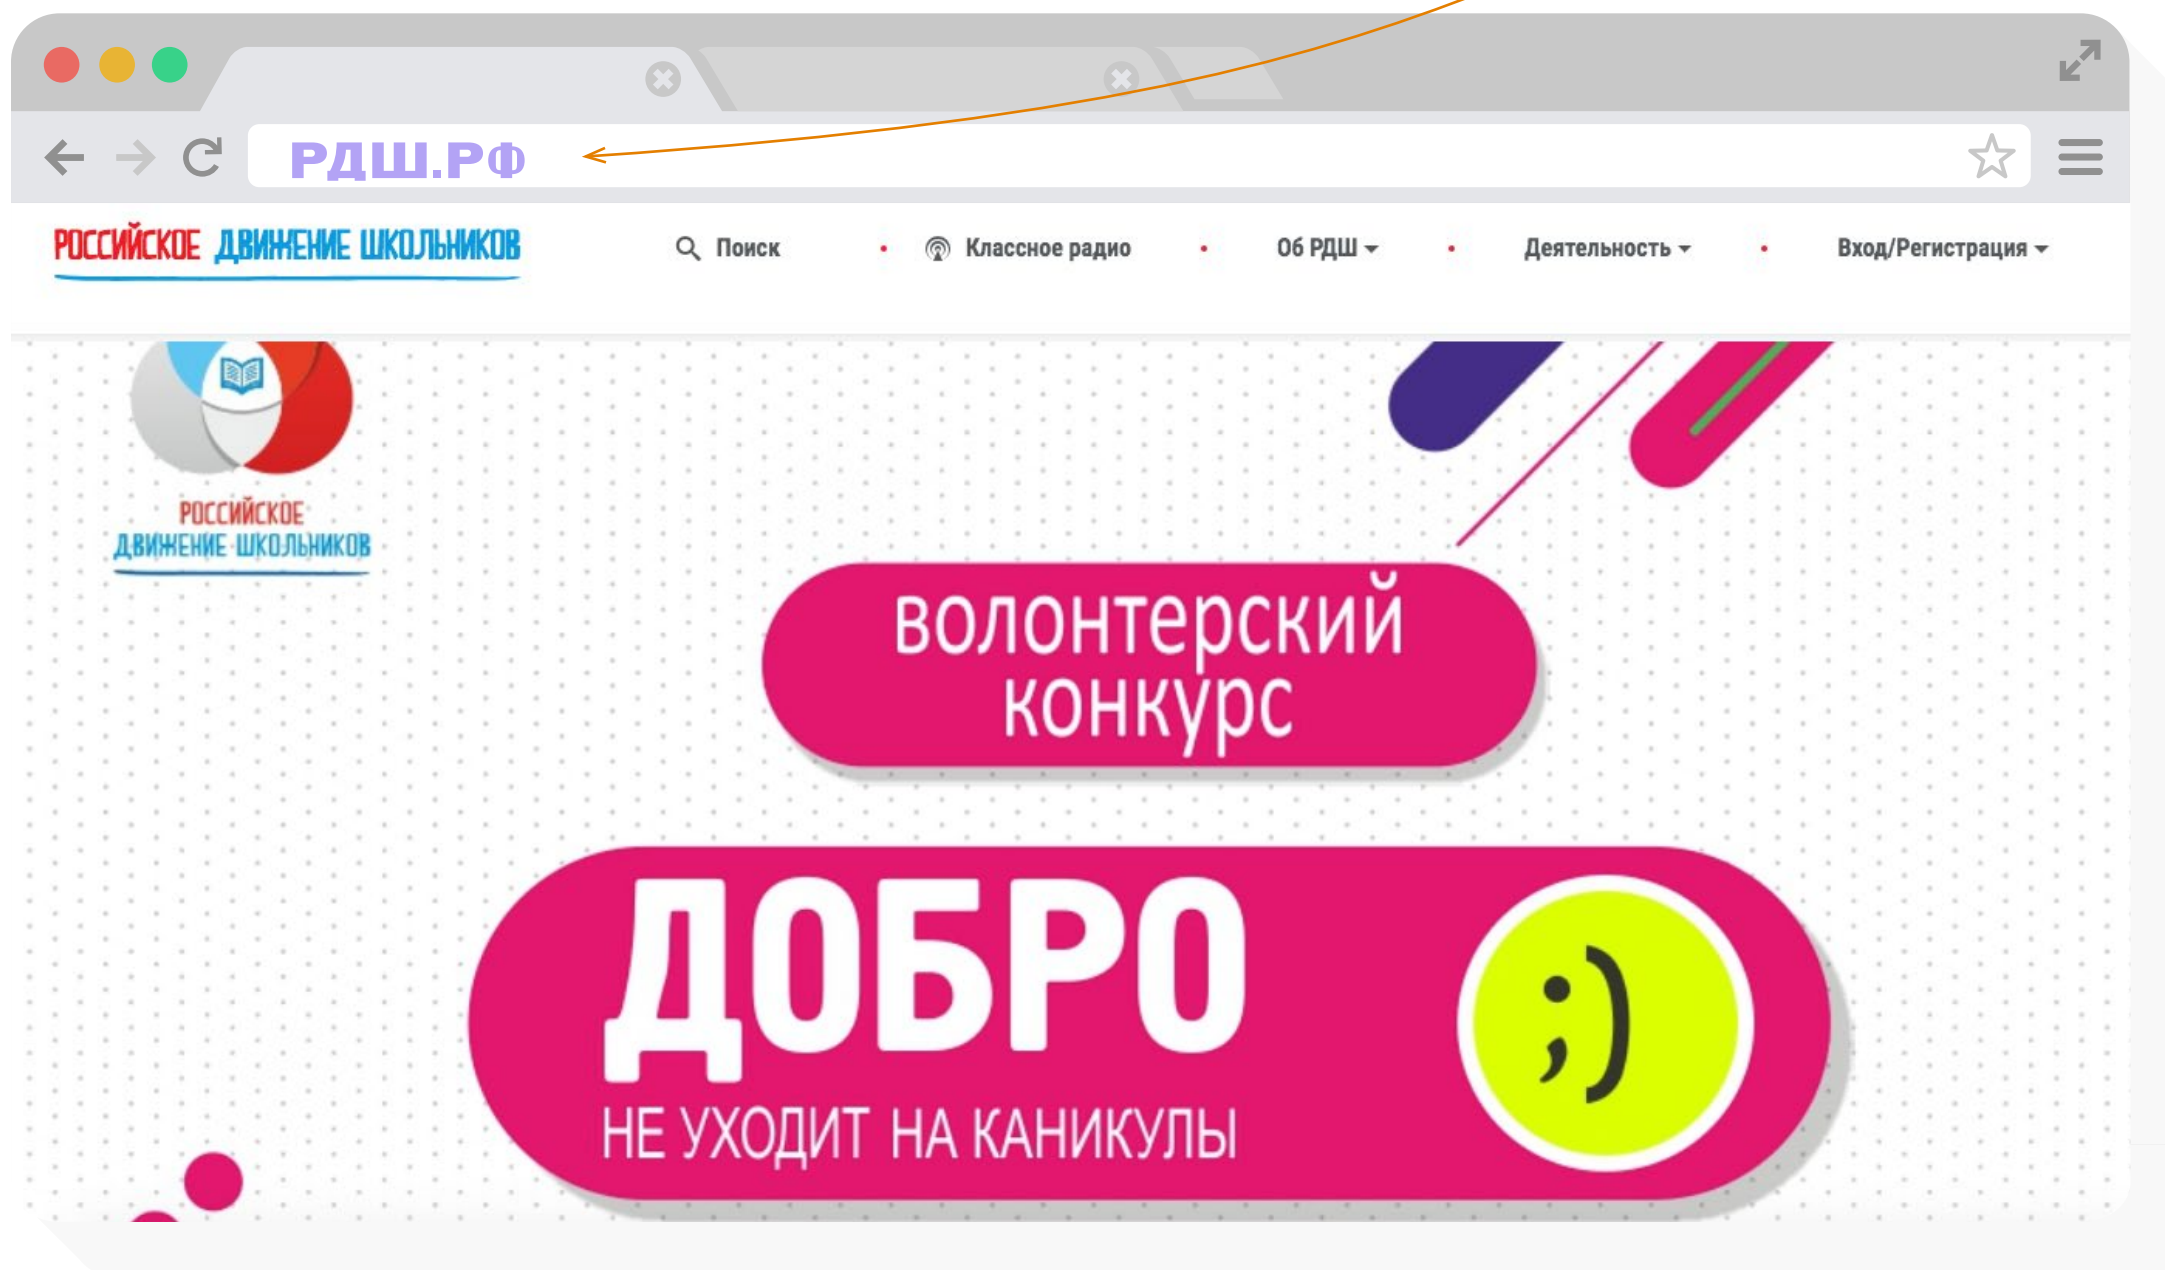 РДШ.РФ
РОССИЙСКОЕ ДВИЖЕНИЕ ШКОЛЬНИКОВ
Поиск • Классное радио • Об РДШ • Деятельность • Вход/Регистрация
РОССИЙСКОЕ
ДВИЖЕНИЕ ШКОЛЬНИКОВ
волонтерский
конкурс
ДОБРО
НЕ УХОДИТ НА КАНИКУЛЫ
;)